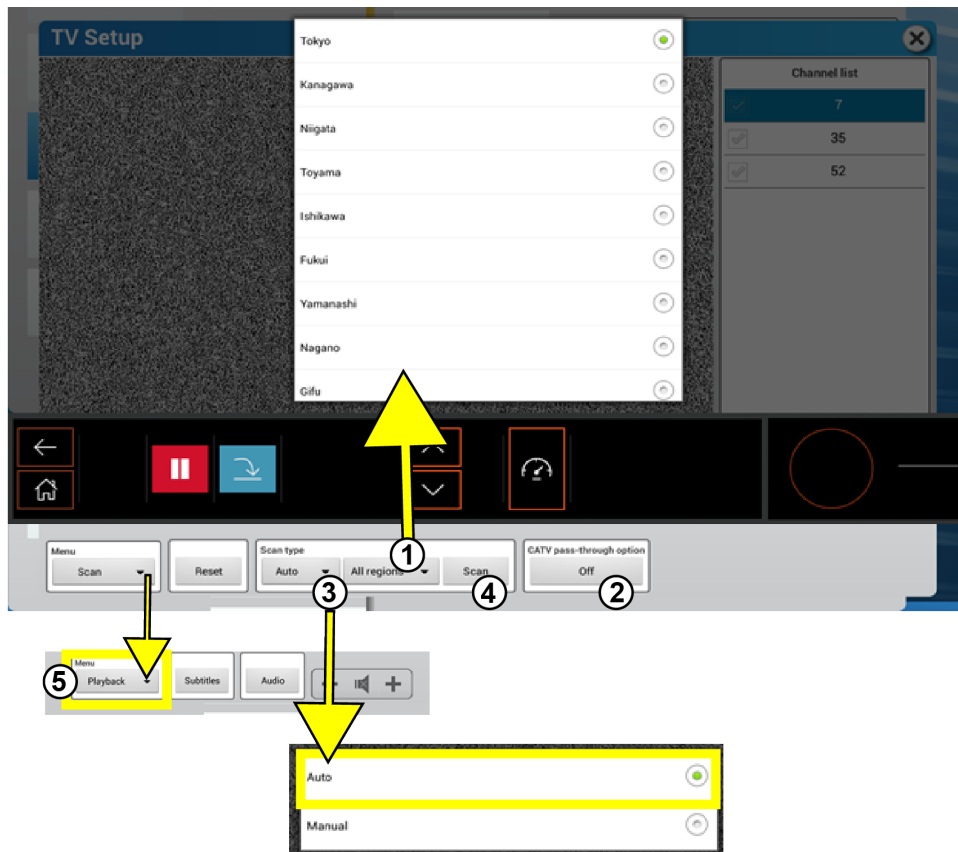 TV Setup
Tokyo
Kanagawa
Niigata
Toyama
Ishikawa
Fukui
Yamanashi
Nagano
Gifu
Channel list
7
35
52
Menu
Scan
Reset
Scan type
Auto
All regions
Scan
CATV pass-through option
Off
1
3
4
2
5
Menu
Playback
Subtitles
Audio
Auto
Manual